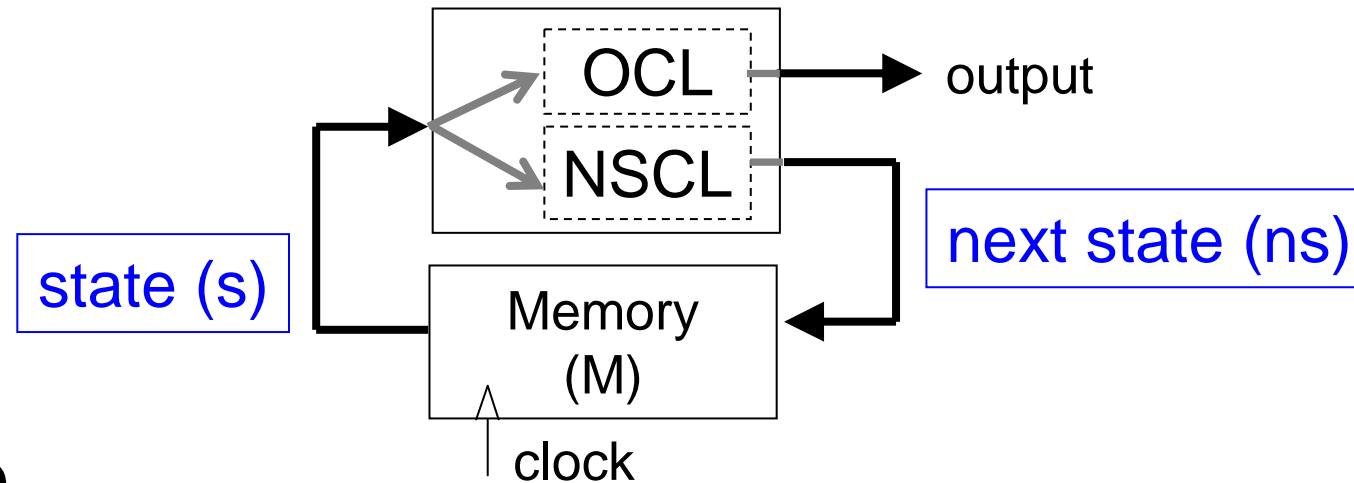 OCL
output
NSCL
next state (ns)
state (s)
Memory
(M)
clock